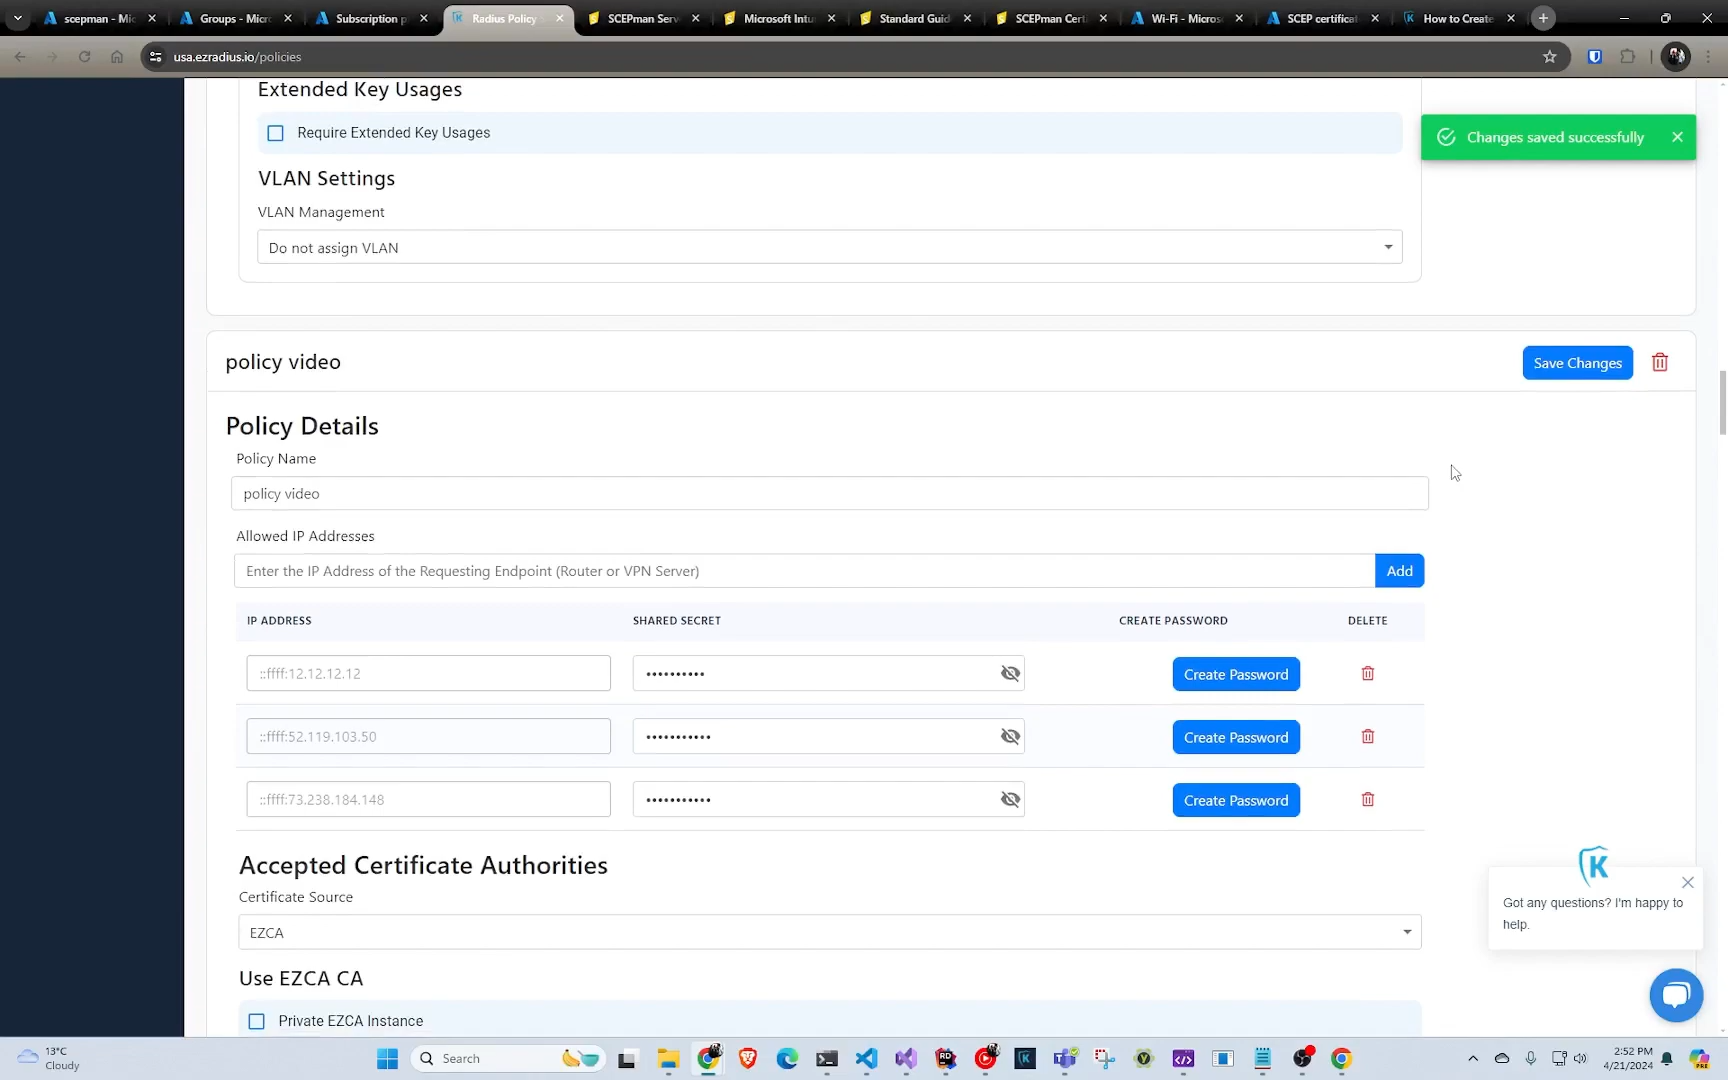 scepman - Mic
Groups - Micr
Subscription p
Radius Policy
SCEPman Serv
Microsoft Intu
Standard Guid
SCEPman Cert
Wi-Fi - Micros
SCEP certificat
How to Create
usa.ezradius.io/policies
Extended Key Usages
Require Extended Key Usages
Changes saved successfully
VLAN Settings
VLAN Management
Do not assign VLAN
policy video
Save Changes
Policy Details
Policy Name
policy video
Allowed IP Addresses
Enter the IP Address of the Requesting Endpoint (Router or VPN Server)
Add
IP ADDRESS
SHARED SECRET
CREATE PASSWORD
DELETE
::ffff:12.12.12.12
••••••••••
Create Password
::ffff:52.119.103.50
•••••••••••
Create Password
::ffff:73.238.184.148
•••••••••••
Create Password
Accepted Certificate Authorities
Certificate Source
EZCA
Got any questions? I'm happy to
help.
Use EZCA CA
Private EZCA Instance
13°C
Cloudy
Search
2:52 PM
4/21/2024